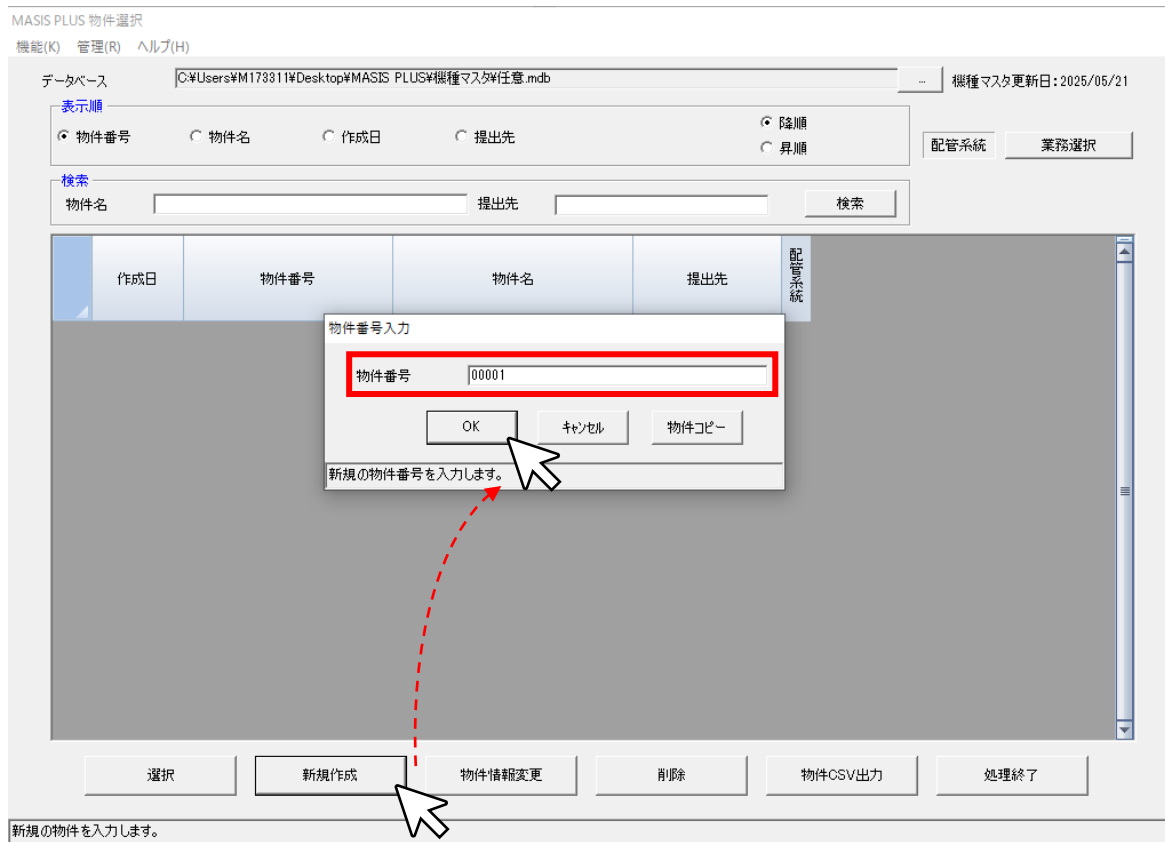 MASIS PLUS 物件選択
機能(K) 管理(R) ヘルプ(H)
データベース C:¥Users¥M173311¥Desktop¥MASIS PLUS¥機種マスタ¥任意.mdb ... 機種マスタ更新日:2025/05/21
表示順
物件番号 物件名 作成日 提出先 降順
昇順
配管系統 業務選択
検索
物件名 提出先 検索
作成日 物件番号 物件名 提出先 配管系統
物件番号入力
物件番号 00001
OK キャンセル 物件コピー
新規の物件番号を入力します。
選択 新規作成 物件情報変更 削除 物件CSV出力 処理終了
新規の物件を入力します。